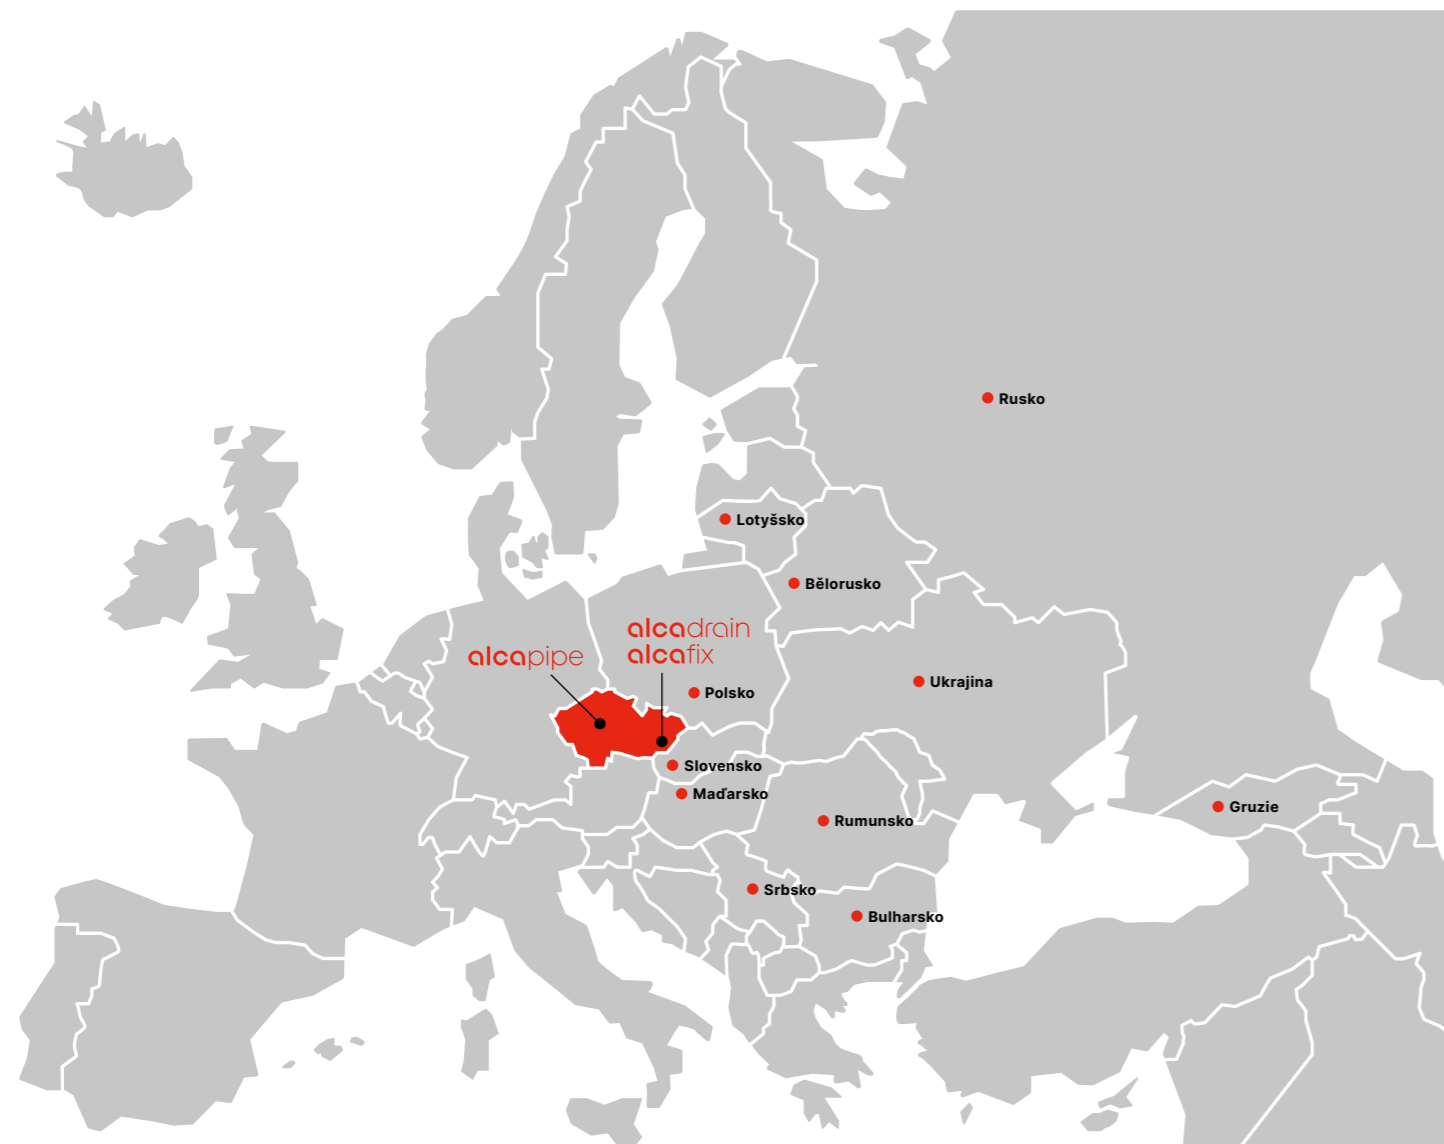 Rusko
Lotyšsko
Bělorusko
alcadrain
alcafix
alcapipe
Ukrajina
Polsko
Slovensko
Maďarsko
Gruzie
Rumunsko
Srbsko
Bulharsko